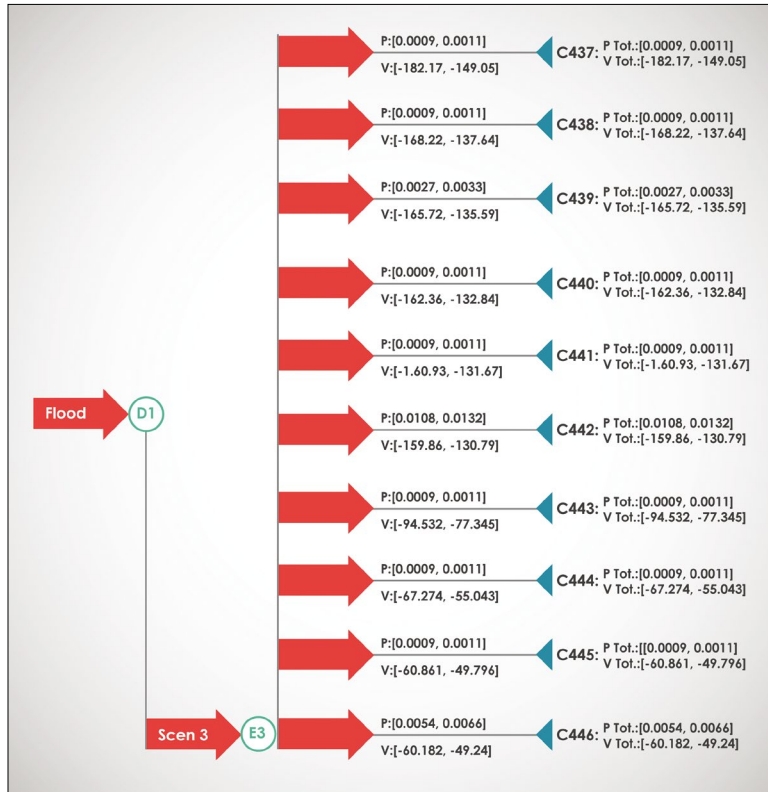 P:[0.0009, 0.0011]
V:[-182.17, -149.05]
C437: P Tot.:[0.0009, 0.0011]
V Tot.:[-182.17, -149.05]
P:[0.0009, 0.0011]
V:[-168.22, -137.64]
C438: P Tot.:[0.0009, 0.0011]
V Tot.:[-168.22, -137.64]
P:[0.0027, 0.0033]
V:[-165.72, -135.59]
C439: P Tot.:[0.0027, 0.0033]
V Tot.:[-165.72, -135.59]
P:[0.0009, 0.0011]
V:[-162.36, -132.84]
C440: P Tot.:[0.0009, 0.0011]
V Tot.:[-162.36, -132.84]
P:[0.0009, 0.0011]
V:[-1.60.93, -131.67]
C441: P Tot.:[0.0009, 0.0011]
V Tot.:[-1.60.93, -131.67]
Flood
D1
P:[0.0108, 0.0132]
V:[-159.86, -130.79]
C442: P Tot.:[0.0108, 0.0132]
V Tot.:[-159.86, -130.79]
P:[0.0009, 0.0011]
V:[-94.532, -77.345]
C443: P Tot.:[0.0009, 0.0011]
V Tot.:[-94.532, -77.345]
P:[0.0009, 0.0011]
V:[-67.274, -55.043]
C444: P Tot.:[0.0009, 0.0011]
V Tot.:[-67.274, -55.043]
P:[0.0009, 0.0011]
V:[-60.861, -49.796]
C445: P Tot.:[[0.0009, 0.0011]
V Tot.:[-60.861, -49.796]
Scen 3
E3
P:[0.0054, 0.0066]
V:[-60.182, -49.24]
C446: P Tot.:[0.0054, 0.0066]
V Tot.:[-60.182, -49.24]